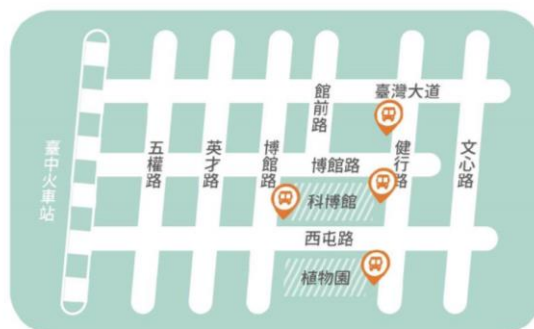 臺灣大道
館前路
臺中火車站
五權路
英才路
博館路
博館路
健行路
文心路
科博館
西屯路
植物園